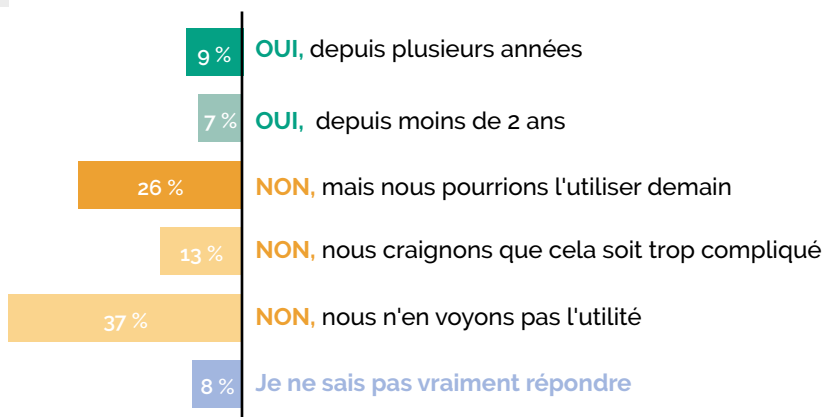 9 % OUI, depuis plusieurs années
7 % OUI, depuis moins de 2 ans
26 % NON, mais nous pourrions l'utiliser demain
13 % NON, nous craignons que cela soit trop compliqué
37 % NON, nous n'en voyons pas l'utilité
8 % Je ne sais pas vraiment répondre